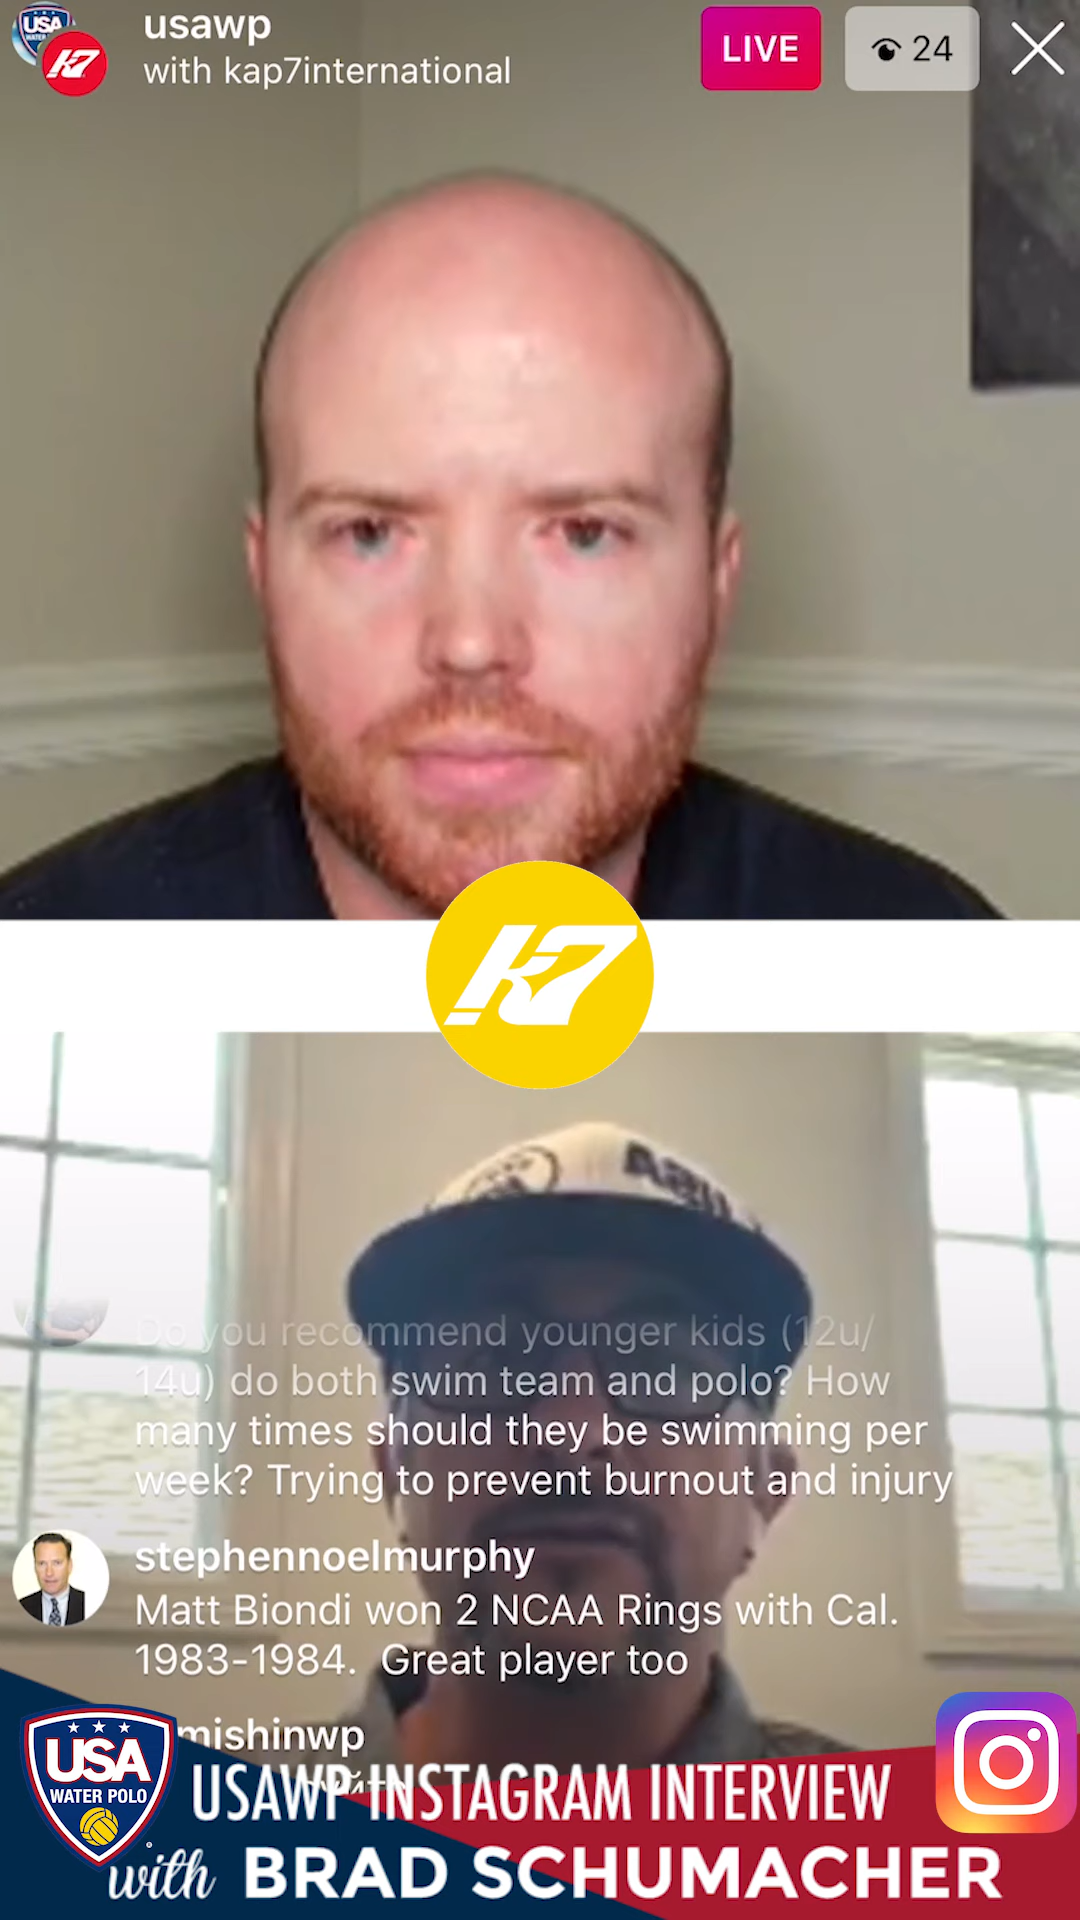 usawp
with kap7international
LIVE
24
K7
K7
Do you recommend younger kids (12u/
14u) do both swim team and polo? How
many times should they be swimming per
week? Trying to prevent burnout and injury
stephennoelmurphy
Matt Biondi won 2 NCAA Rings with Cal.
1983-1984. Great player too
mishinwp
USA
WATER POLO
USAWP INSTAGRAM INTERVIEW
with BRAD SCHUMACHER